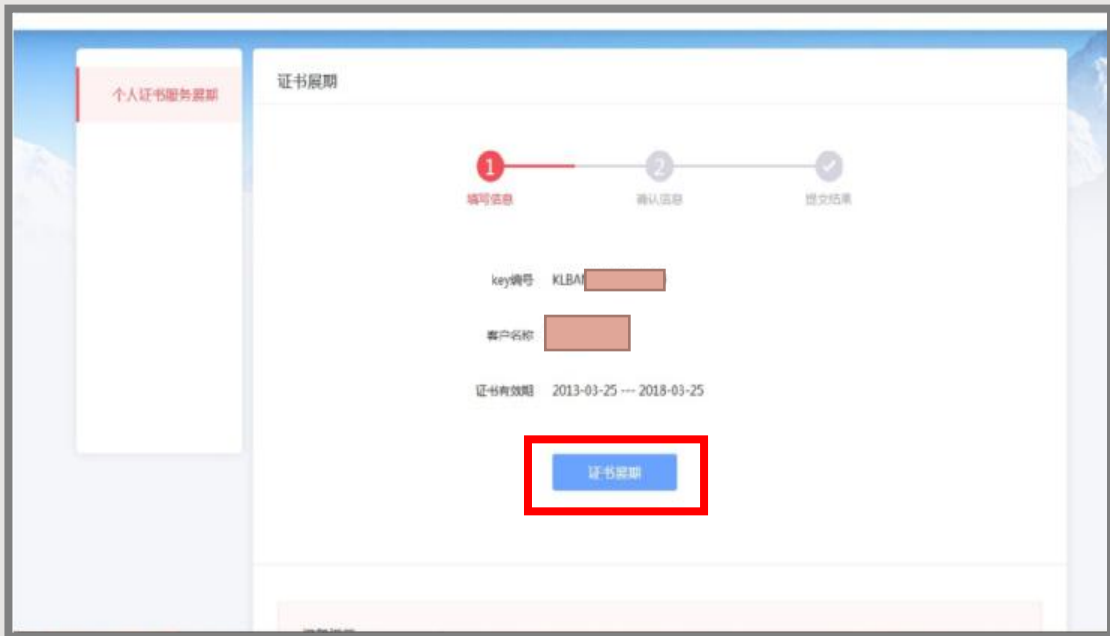 个人证书服务展期
证书展期
1
2
填写信息
确认信息
提交结果
key编号 KLBA
客户名称
证书有效期 2013-03-25 --- 2018-03-25
证书展期